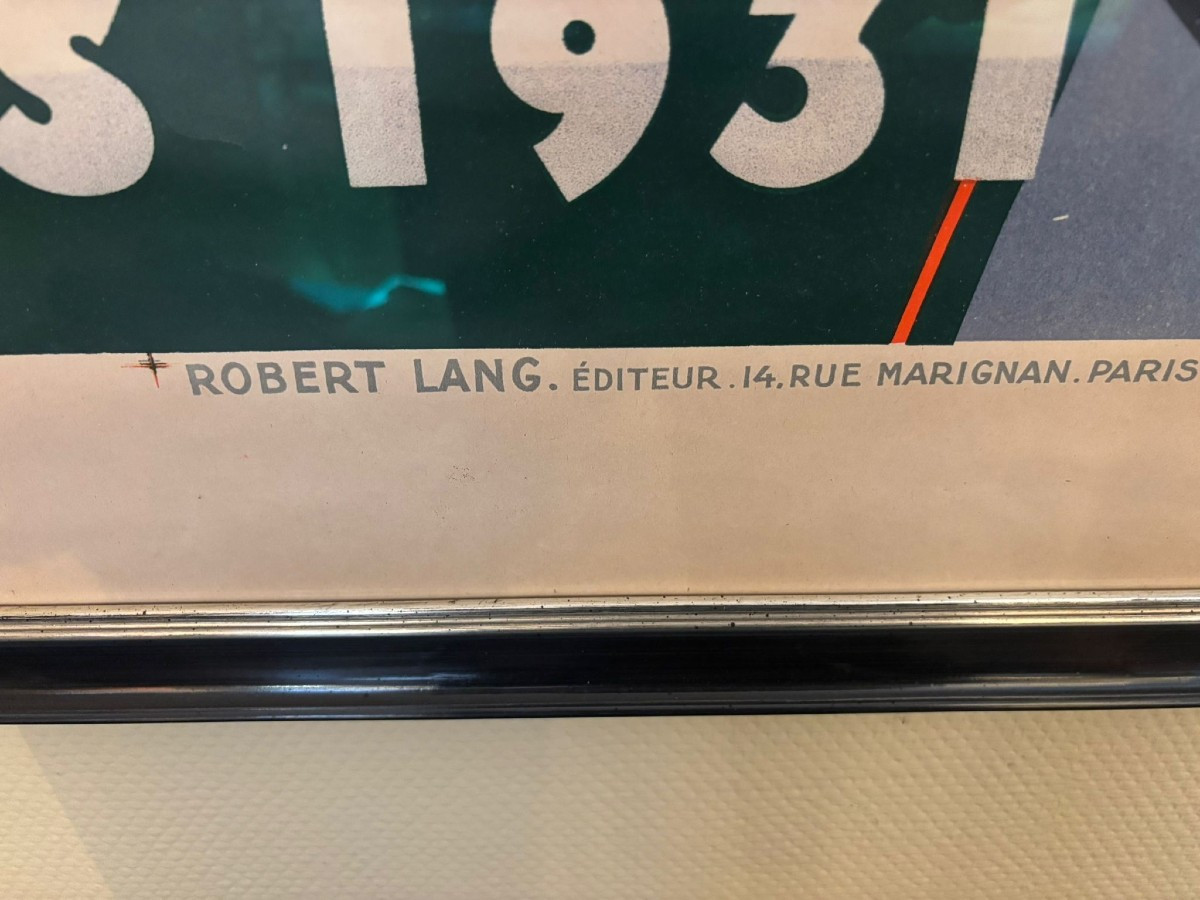 S 1931
ROBERT LANG. ÉDITEUR. 14, RUE MARIGNAN. PARIS